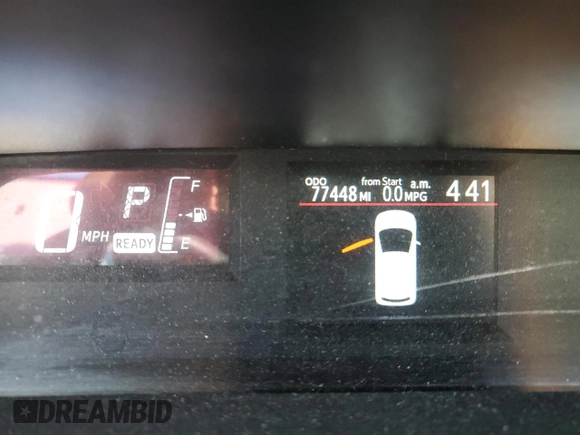 ODO from Start a.m.
77448 MI 0.0 MPG 4 41
P F
0 MPH READY E
DREAMBID